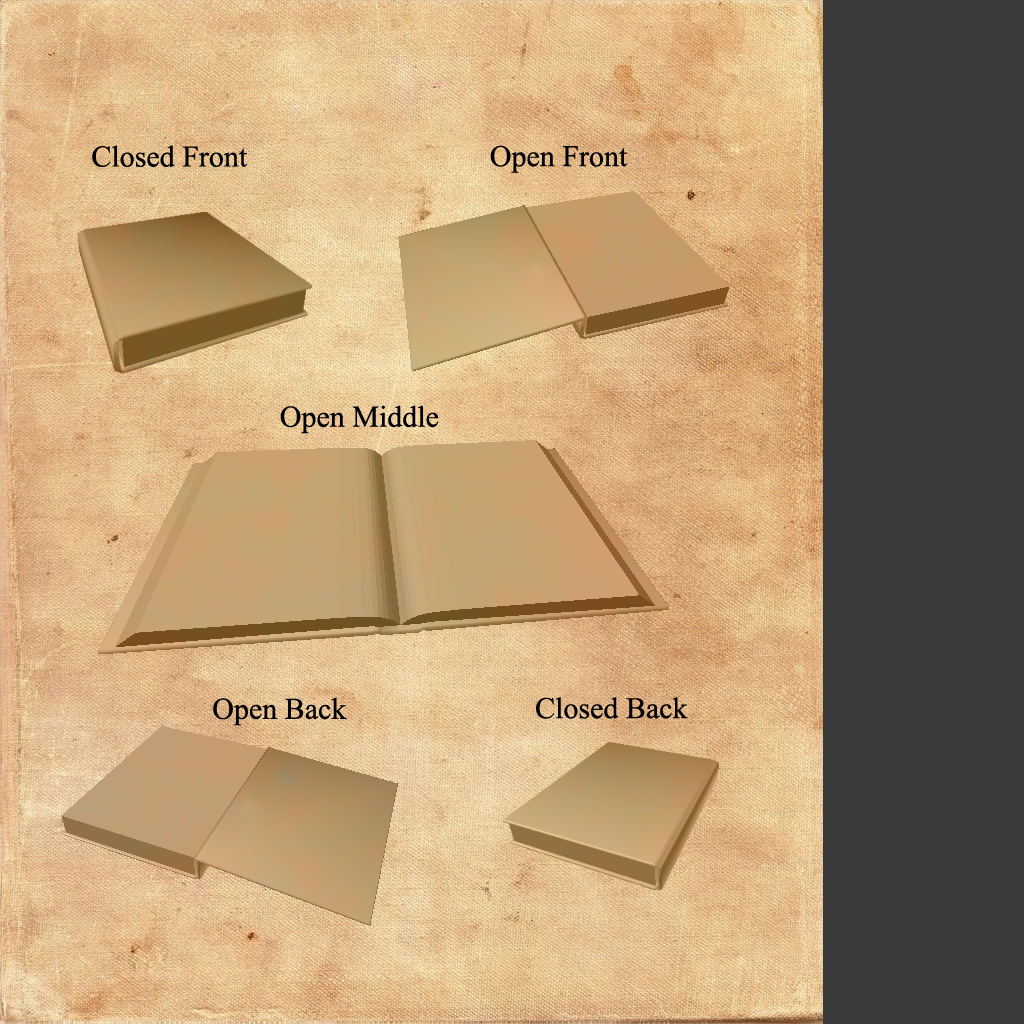 Closed Front
Open Front
Open Middle
Open Back
Closed Back